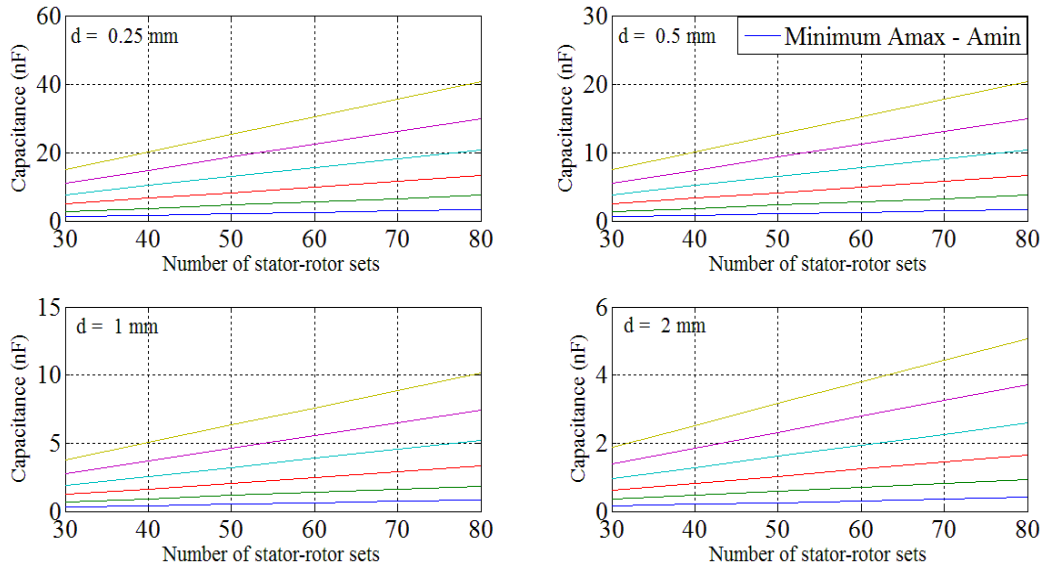 d = 0.25 mm
Capacitance (nF)
60
40
20
0
30 40 50 60 70 80
Number of stator-rotor sets
d = 0.5 mm
Minimum Amax - Amin
Capacitance (nF)
30
20
10
0
30 40 50 60 70 80
Number of stator-rotor sets
d = 1 mm
Capacitance (nF)
15
10
5
0
30 40 50 60 70 80
Number of stator-rotor sets
d = 2 mm
Capacitance (nF)
6
4
2
0
30 40 50 60 70 80
Number of stator-rotor sets